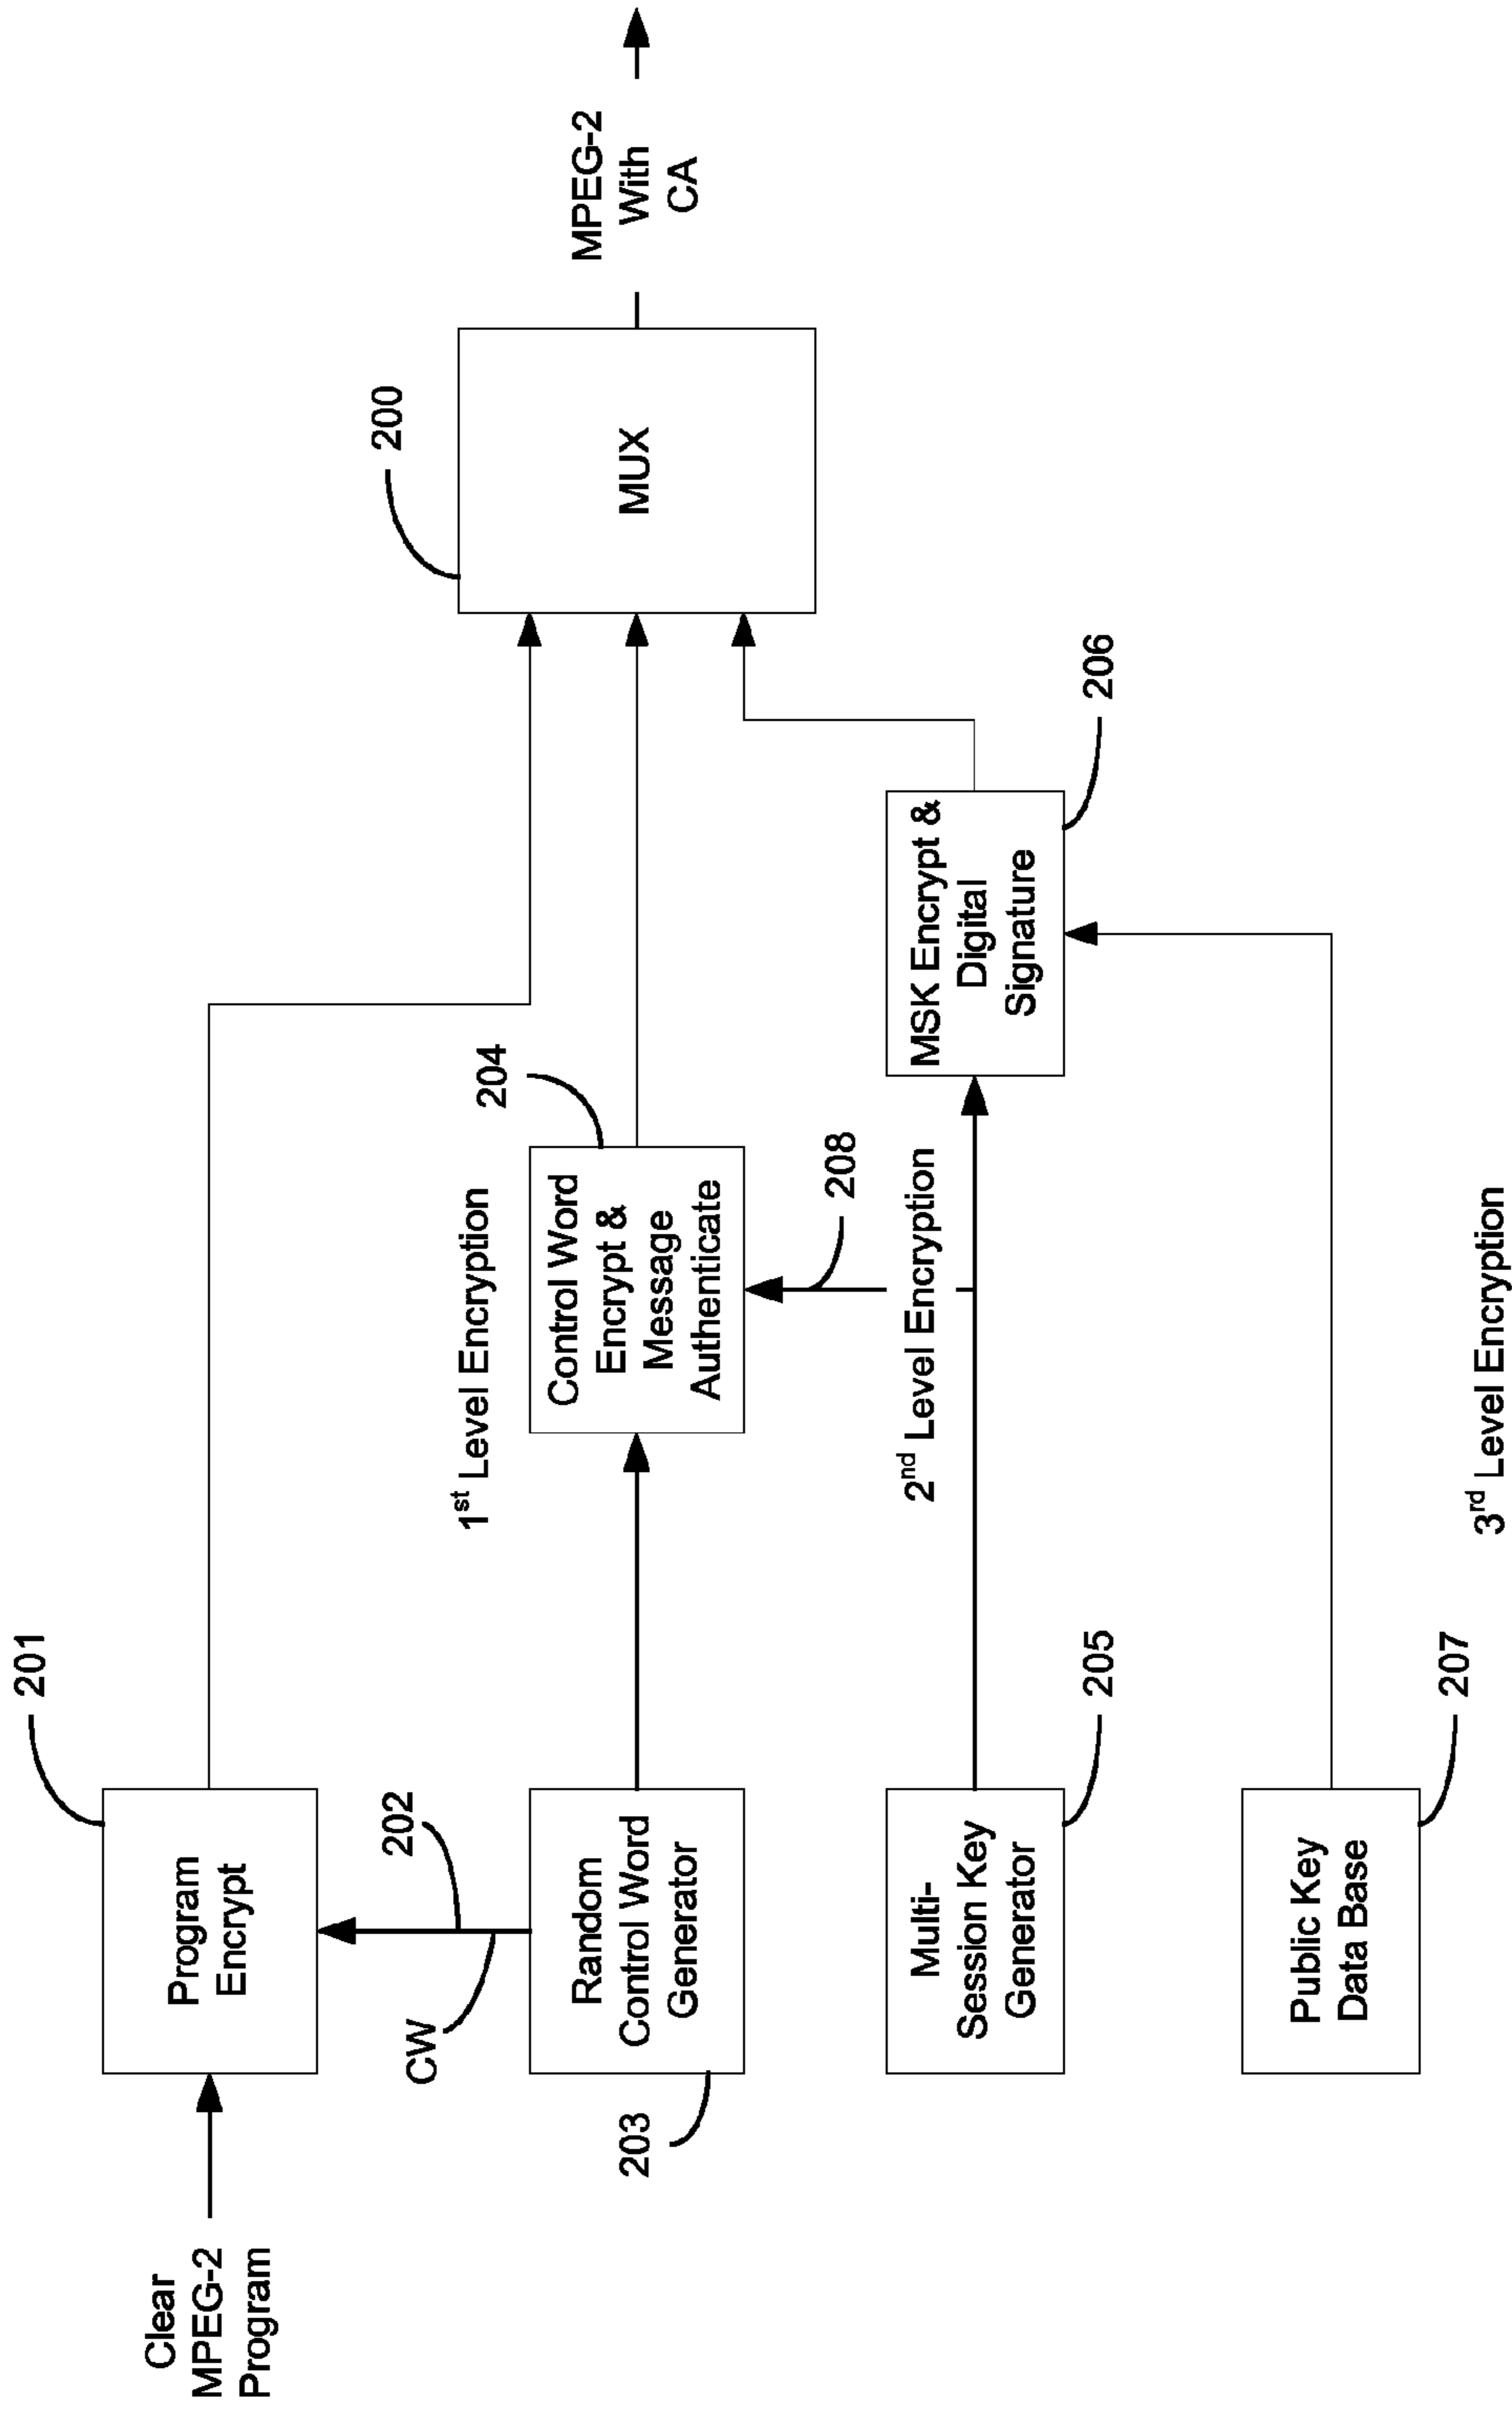 Clear
MPEG-2
Program
201
Program
Encrypt
202
CW
203
Random
Control Word
Generator
1st Level Encryption
204
Control Word
Encrypt &
Message
Authenticate
208
2nd Level Encryption
Multi-
Session Key
Generator
205
MSK Encrypt &
Digital
Signature
206
Public Key
Data Base
207
3rd Level Encryption
200
MUX
MPEG-2
With
CA